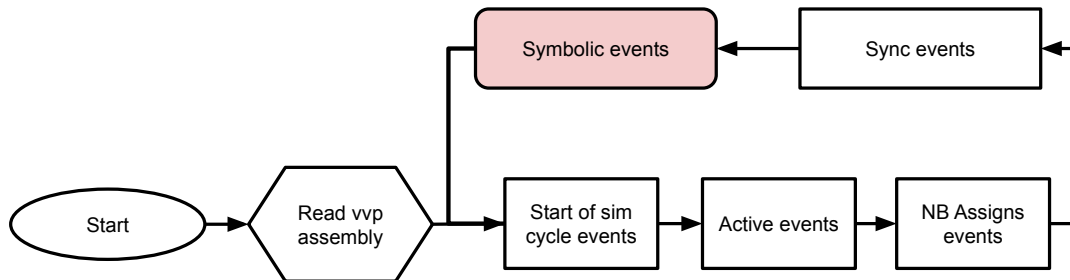 Symbolic events
Sync events
Start
Read vvp
assembly
Start of sim
cycle events
Active events
NB Assigns
events